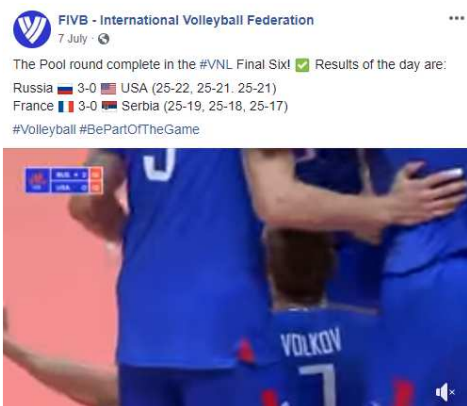 FIVB - International Volleyball Federation
7 July ·
The Pool round complete in the #VNL Final Six! ✅ Results of the day are:
Russia 🇷🇺 3-0 🇺🇸 USA (25-22, 25-21. 25-21)
France 🇫🇷 3-0 🇷🇸 Serbia (25-19, 25-18, 25-17)
#Volleyball #BePartOfTheGame
RUS
USA
VOLKOV
7